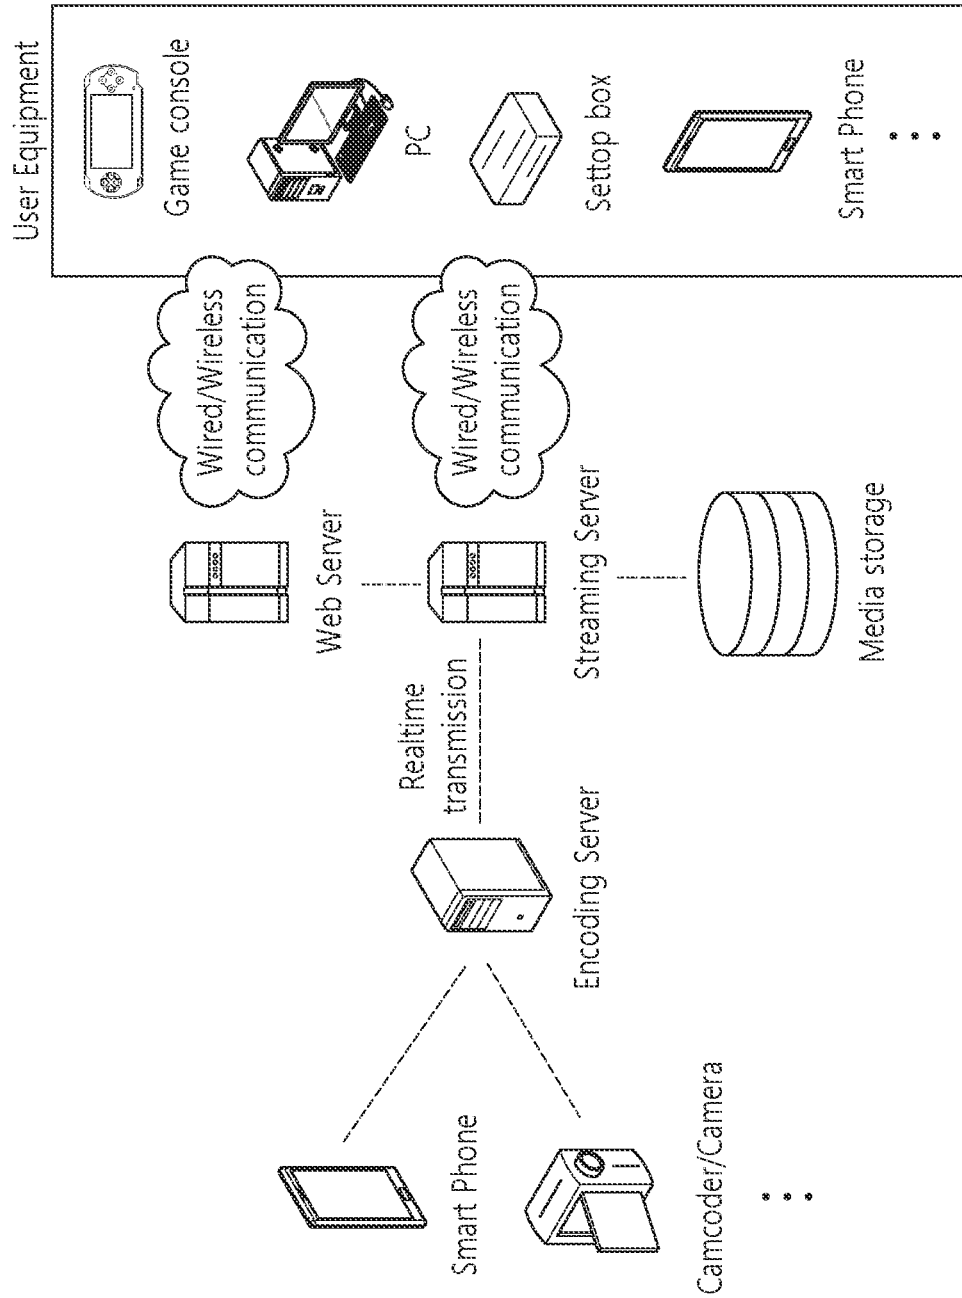 User Equipment
Game console
PC
Settop box
Smart Phone
Wired/Wireless
communication
Wired/Wireless
communication
Web Server
Streaming Server
Media storage
Realtime
transmission
Encoding Server
Smart Phone
Camcoder/Camera